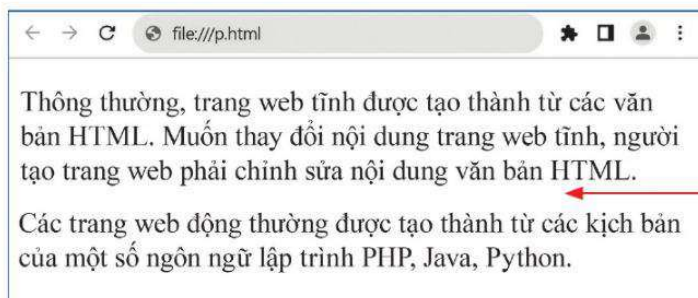 file:///p.html
Thông thường, trang web tĩnh được tạo thành từ các văn
bản HTML. Muốn thay đổi nội dung trang web tĩnh, người
tạo trang web phải chỉnh sửa nội dung văn bản HTML.
Các trang web động thường được tạo thành từ các kịch bản
của một số ngôn ngữ lập trình PHP, Java, Python.